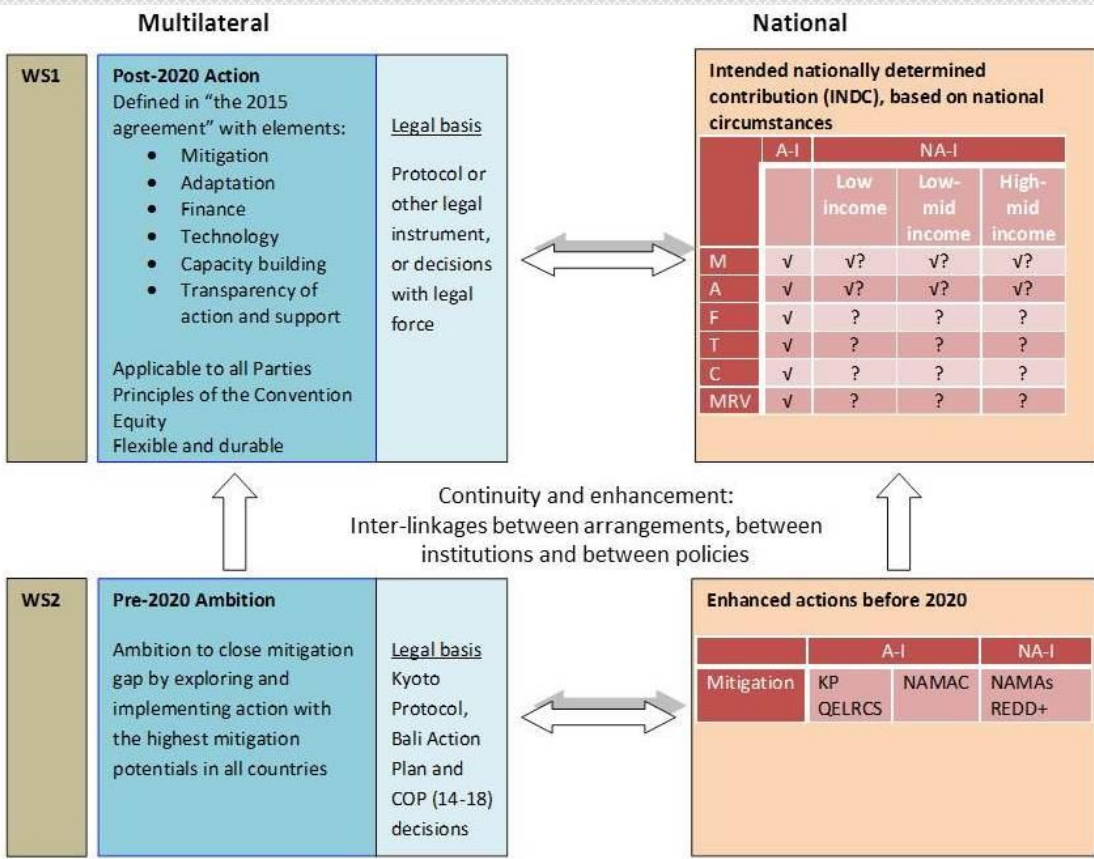 Multilateral
National
WS1
Post-2020 Action
Defined in “the 2015
agreement” with elements:
• Mitigation
• Adaptation
• Finance
• Technology
• Capacity building
• Transparency of
action and support
Applicable to all Parties
Principles of the Convention
Equity
Flexible and durable
Legal basis
Protocol or
other legal
instrument,
or decisions
with legal
force
Intended nationally determined
contribution (INDC), based on national
circumstances
A-I NA-I
Low income Low-mid income High-mid income
M √ √? √? √?
A √ √? √? √?
F √ ? ? ?
T √ ? ? ?
C √ ? ? ?
MRV √ ? ? ?
Continuity and enhancement:
Inter-linkages between arrangements, between
institutions and between policies
WS2
Pre-2020 Ambition
Ambition to close mitigation
gap by exploring and
implementing action with
the highest mitigation
potentials in all countries
Legal basis
Kyoto
Protocol,
Bali Action
Plan and
COP (14-18)
decisions
Enhanced actions before 2020
A-I NA-I
Mitigation KP NAMAC NAMAs
QELRCS REDD+